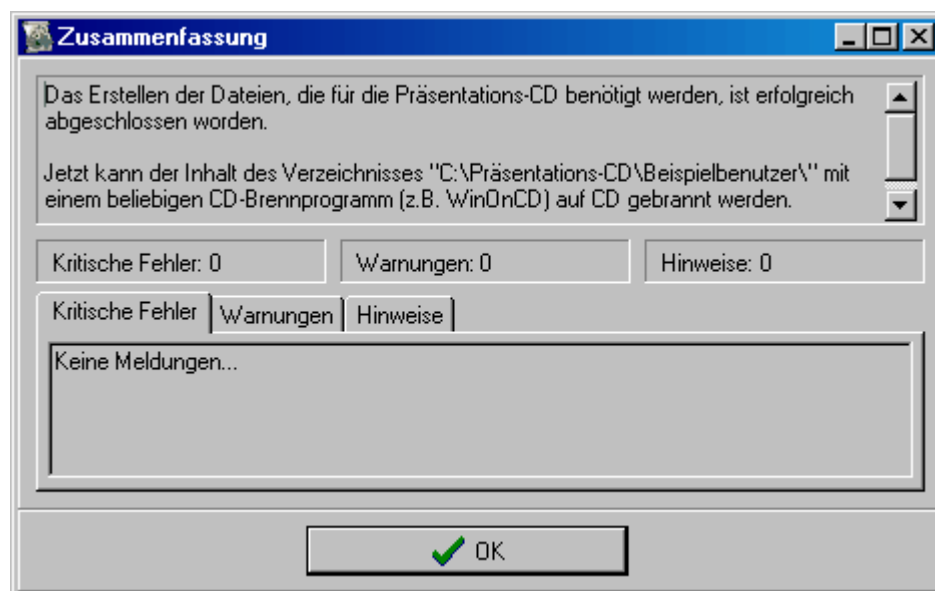 Zusammenfassung
Das Erstellen der Dateien, die für die Präsentations-CD benötigt werden, ist erfolgreich
abgeschlossen worden.
Jetzt kann der Inhalt des Verzeichnisses "C:\Präsentations-CD\Beispielbenutzer\" mit
einem beliebigen CD-Brennprogramm (z.B. WinOnCD) auf CD gebrannt werden.
Kritische Fehler: 0 Warnungen: 0 Hinweise: 0
Kritische Fehler Warnungen Hinweise
Keine Meldungen...
OK